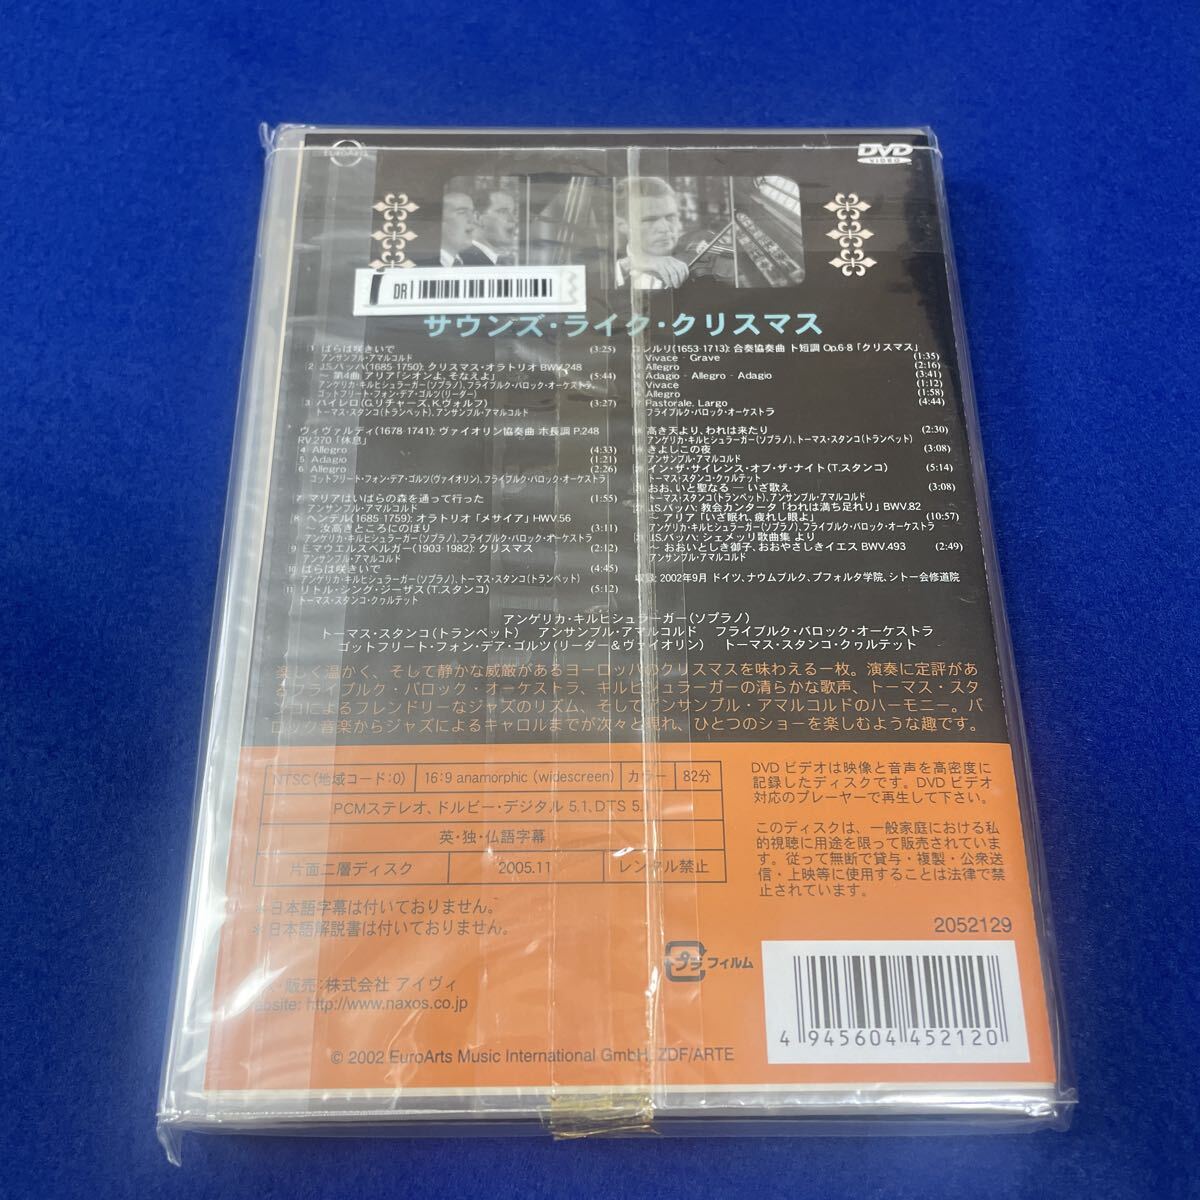 EuroArts
DVD
VIDEO
DR
サウンズ・ライク・クリスマス
1 ばらは咲きいで (3:25)
アンサンブル・アマルコルド
2 J.S.バッハ(1685-1750): クリスマス・オラトリオ BWV.248
～ 第4曲 アリア「シオンよ、そなえよ」 (5:44)
アンゲリカ・キルヒシュラーガー(ソプラノ)、フライブルク・バロック・オーケストラ、
ゴットフリート・フォン・デア・ゴルツ(リーダー)
3 ハイレロ(G.リチャーズ、K.ヴォルフ) (3:27)
トーマス・スタンコ(トランペット)、アンサンブル・アマルコルド
ヴィヴァルディ(1678-1741): ヴァイオリン協奏曲 ホ長調 P.248
RV.270 「休息」
4 Allegro (4:33)
5 Adagio (1:21)
6 Allegro (2:26)
ゴットフリート・フォン・デア・ゴルツ(ヴァイオリン)、フライブルク・バロック・オーケストラ
7 マリアはいばらの森を通って行った (1:55)
アンサンブル・アマルコルド
8 ヘンデル(1685-1759): オラトリオ 「メサイア」 HWV.56
～ 汝高きところにのぼり (3:11)
アンゲリカ・キルヒシュラーガー(ソプラノ)、フライブルク・バロック・オーケストラ
9 E.マウエルスベルガー(1903-1982): クリスマス (2:12)
アンサンブル・アマルコルド
10 ばらは咲きいで (4:45)
アンゲリカ・キルヒシュラーガー(ソプラノ)、トーマス・スタンコ(トランペット)
11 リトル・シング・ジーザス(T.スタンコ) (5:12)
トーマス・スタンコ・クヮルテット
コレルリ(1653-1713): 合奏協奏曲 ト短調 Op.6-8 「クリスマス」
Vivace - Grave (1:35)
Allegro (2:16)
Adagio - Allegro - Adagio (3:41)
Vivace (1:12)
Allegro (1:58)
Pastorale, Largo (4:44)
フライブルク・バロック・オーケストラ
高き天より、われは来たり (2:30)
アンゲリカ・キルヒシュラーガー(ソプラノ)、トーマス・スタンコ(トランペット)
きよしこの夜 (3:08)
アンサンブル・アマルコルド
イン・ザ・サイレンス・オブ・ザ・ナイト(T.スタンコ) (5:14)
トーマス・スタンコ・クヮルテット
おお、いと聖なる ― いざ歌え (3:08)
トーマス・スタンコ(トランペット)、アンサンブル・アマルコルド
J.S.バッハ: 教会カンタータ 「われは満ち足れり」 BWV.82
～ アリア 「いざ眠れ、疲れし眼よ」 (10:57)
アンゲリカ・キルヒシュラーガー(ソプラノ)、フライブルク・バロック・オーケストラ
J.S.バッハ: シェメッリ歌曲集 より
～ おおいとしき御子、おおやさしきイエス BWV.493 (2:49)
アンサンブル・アマルコルド
収録: 2002年9月 ドイツ、ナウムブルク、プフォルタ学院、シトー会修道院
アンゲリカ・キルヒシュラーガー(ソプラノ)
トーマス・スタンコ(トランペット) アンサンブル・アマルコルド フライブルク・バロック・オーケストラ
ゴットフリート・フォン・デア・ゴルツ(リーダー＆ヴァイオリン) トーマス・スタンコ・クヮルテット
楽しく温かく、そして静かな威厳があるヨーロッパのクリスマスを味わえる一枚。演奏に定評があ
るフライブルク・バロック・オーケストラ、キルヒシュラーガーの清らかな歌声、トーマス・スタ
ンコによるフレンドリーなジャズのリズム、そしてアンサンブル・アマルコルドのハーモニー。バ
ロック音楽からジャズによるキャロルまでが次々と現れ、ひとつのショーを楽しむような趣です。
NTSC(地域コード:0) 16:9 anamorphic (widescreen) カラー 82分
PCMステレオ、ドルビー・デジタル 5.1、DTS 5.1
英・独・仏語字幕
片面二層ディスク 2005.11 レンタル禁止
＊日本語字幕は付いておりません。
＊日本語解説書は付いておりません。
・販売:株式会社 アイヴィ
ebsite: http://www.naxos.co.jp
DVD ビデオは映像と音声を高密度に
記録したディスクです。DVD ビデオ
対応のプレーヤーで再生して下さい。
このディスクは、一般家庭における私
的視聴に用途を限って販売されていま
す。従って無断で貸与・複製・公衆送
信・上映等に使用することは法律で禁
止されています。
2052129
プラ フィルム
4 945604 452120
© 2002 EuroArts Music International GmbH, ZDF/ARTE